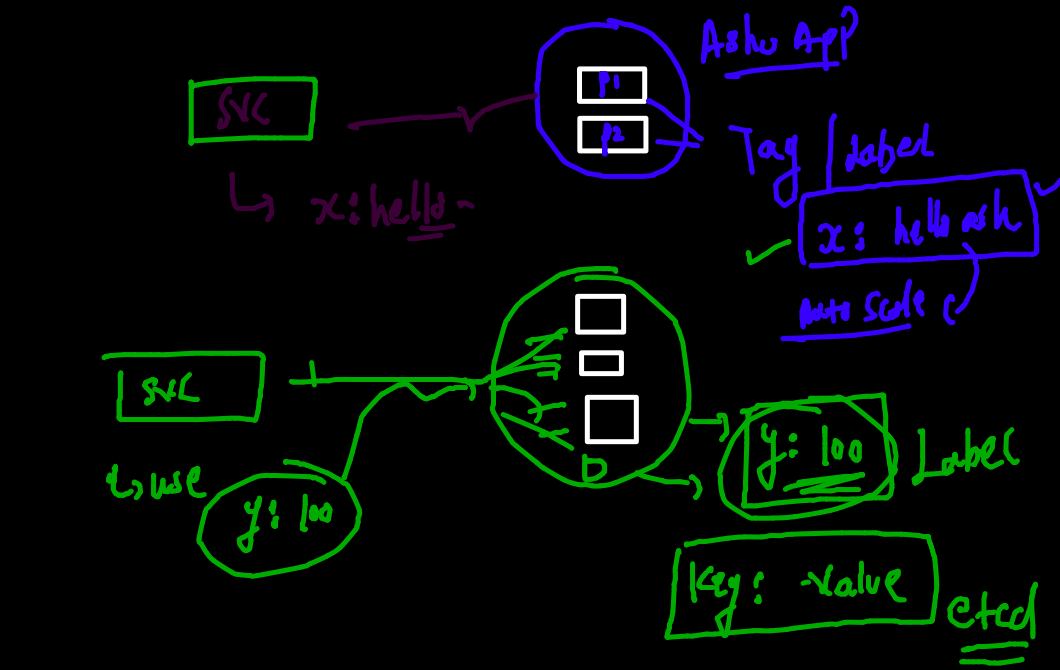 Ashu App
P1
SVC
P2
Tag / Label
x: hello
x: hello ash
Auto Scale
SVC
y: 100
Label
use
y: 100
D
Key: value
etcd